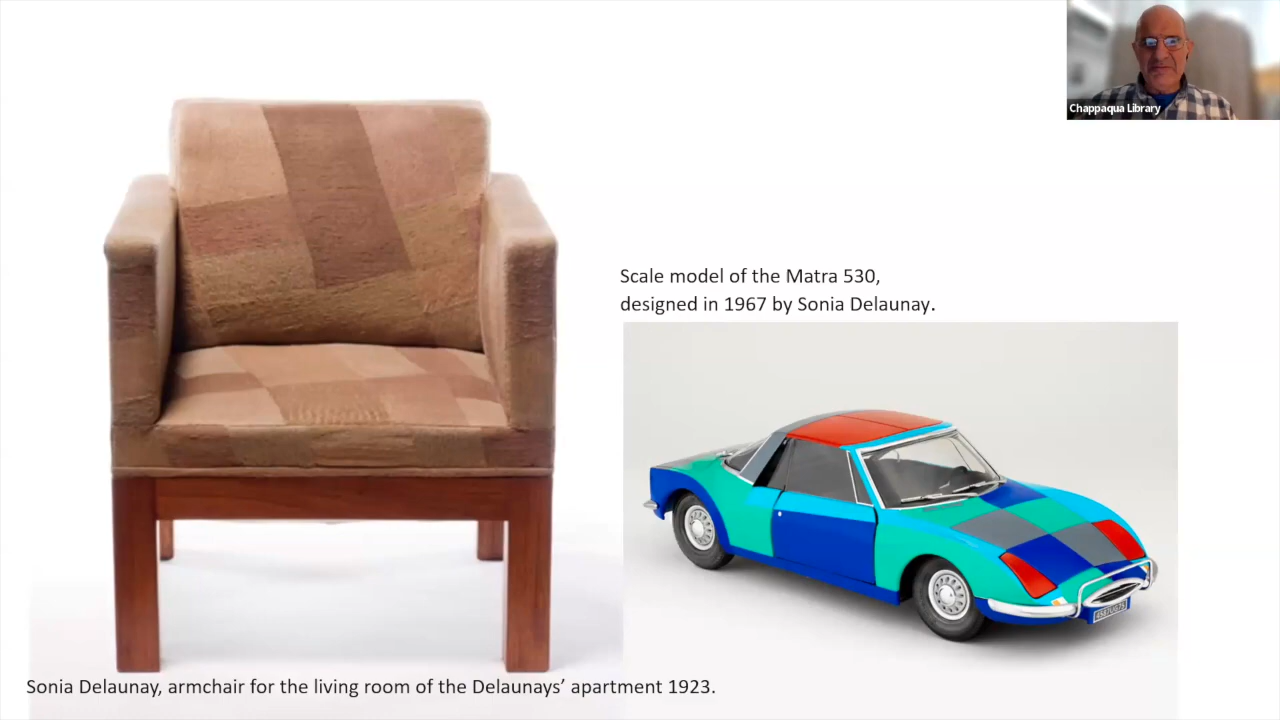 Chappaqua Library
Scale model of the Matra 530,
designed in 1967 by Sonia Delaunay.
Sonia Delaunay, armchair for the living room of the Delaunays’ apartment 1923.